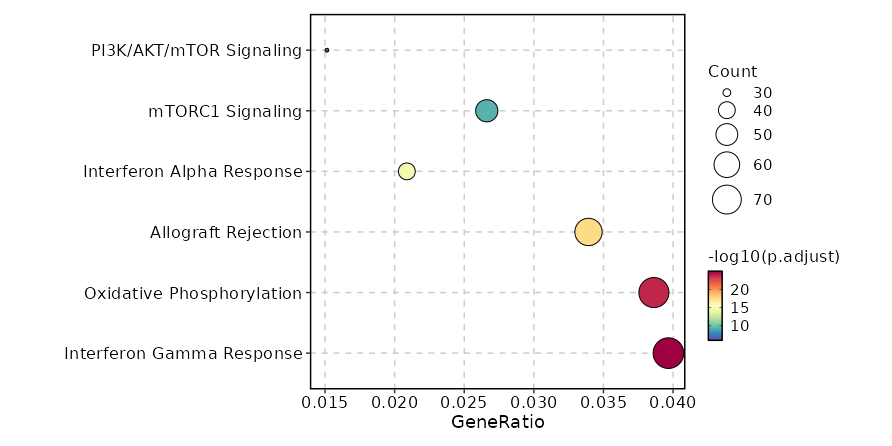 PI3K/AKT/mTOR Signaling
mTORC1 Signaling
Interferon Alpha Response
Allograft Rejection
Oxidative Phosphorylation
Interferon Gamma Response
0.015 0.020 0.025 0.030 0.035 0.040
GeneRatio
Count
30
40
50
60
70
-log10(p.adjust)
20
15
10